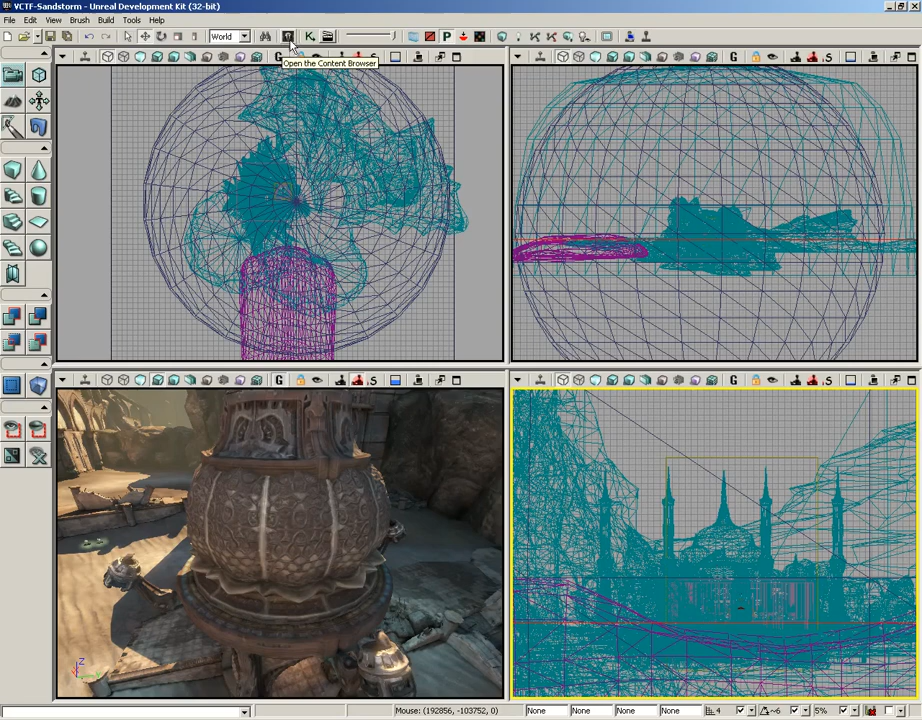 VCTF-Sandstorm - Unreal Development Kit (32-bit)
File Edit View Brush Build Tools Help
World
Open the Content Browser
G
G
G
G
S
S
S
S
P
Z
Mouse: (192856, -103752, 0)
None
None
None
None
4
~6
5%